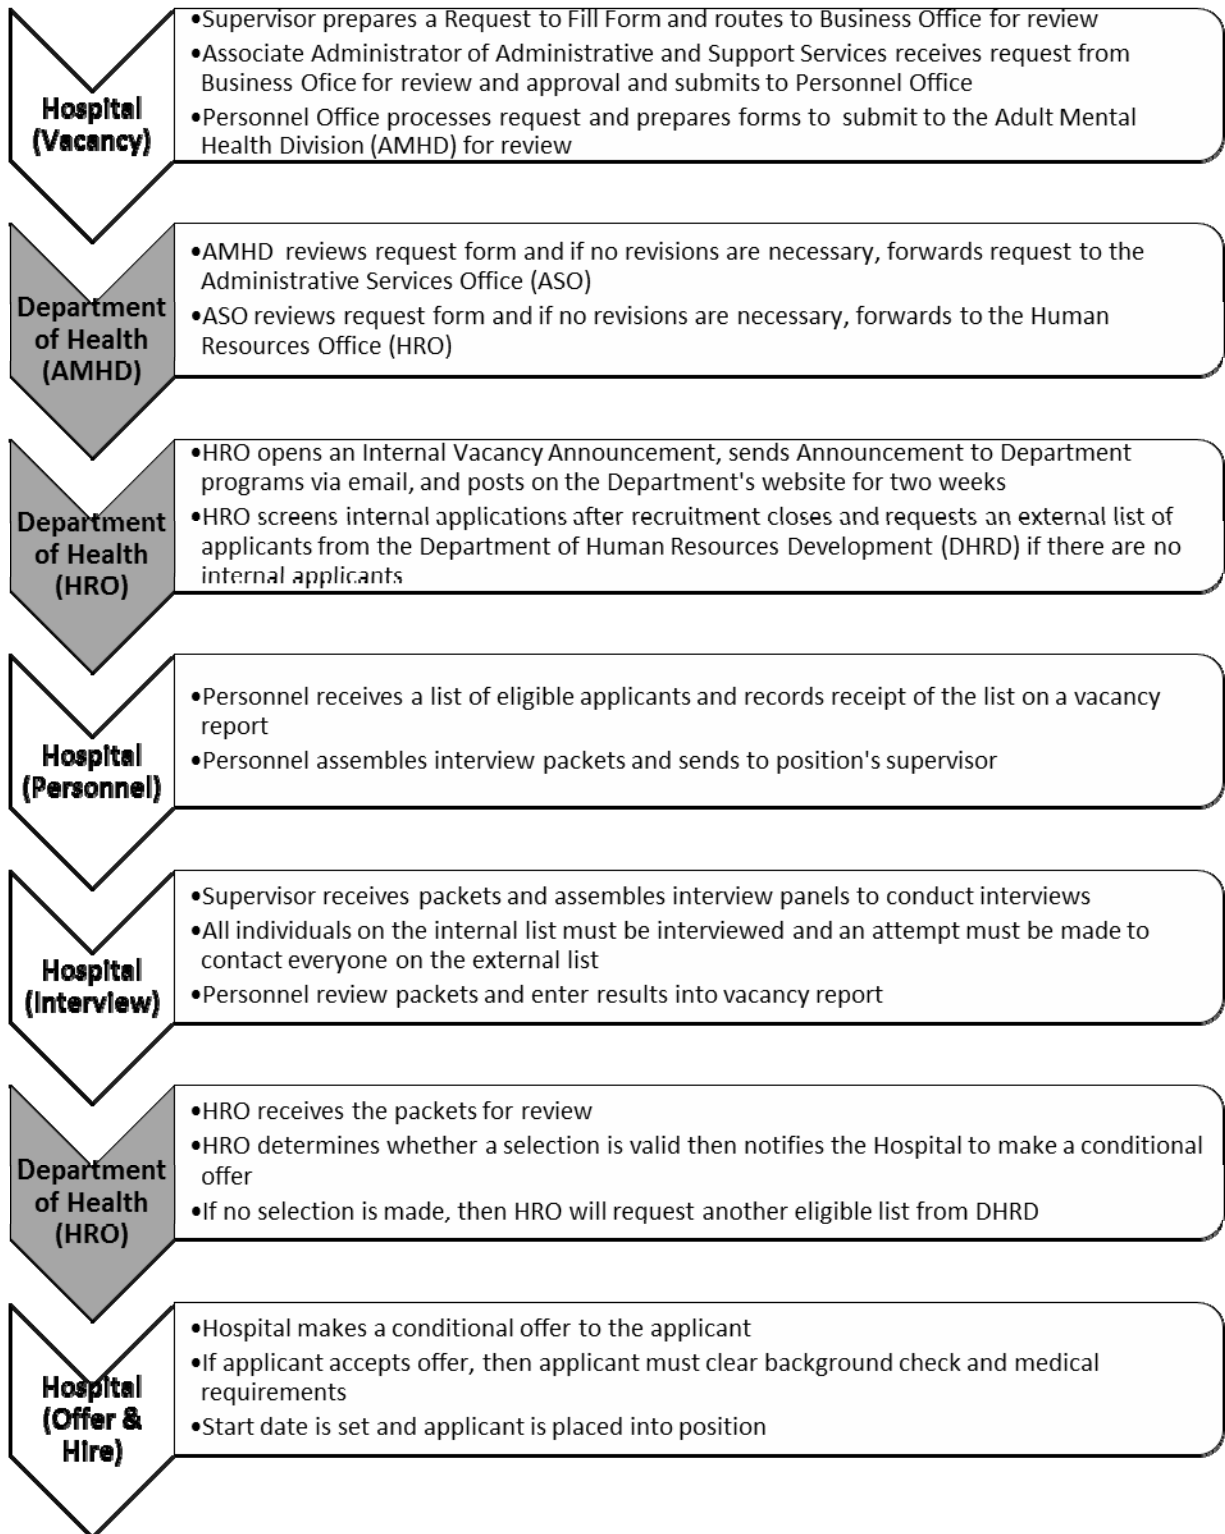 Hospital
(Vacancy)
•Supervisor prepares a Request to Fill Form and routes to Business Office for review
•Associate Administrator of Administrative and Support Services receives request from
Business Ofice for review and approval and submits to Personnel Office
•Personnel Office processes request and prepares forms to submit to the Adult Mental
Health Division (AMHD) for review
Department
of Health
(AMHD)
•AMHD reviews request form and if no revisions are necessary, forwards request to the
Administrative Services Office (ASO)
•ASO reviews request form and if no revisions are necessary, forwards to the Human
Resources Office (HRO)
Department
of Health
(HRO)
•HRO opens an Internal Vacancy Announcement, sends Announcement to Department
programs via email, and posts on the Department's website for two weeks
•HRO screens internal applications after recruitment closes and requests an external list of
applicants from the Department of Human Resources Development (DHRD) if there are no
internal applicants
Hospital
(Personnel)
•Personnel receives a list of eligible applicants and records receipt of the list on a vacancy
report
•Personnel assembles interview packets and sends to position's supervisor
Hospital
(Interview)
•Supervisor receives packets and assembles interview panels to conduct interviews
•All individuals on the internal list must be interviewed and an attempt must be made to
contact everyone on the external list
•Personnel review packets and enter results into vacancy report
Department
of Health
(HRO)
•HRO receives the packets for review
•HRO determines whether a selection is valid then notifies the Hospital to make a conditional
offer
•If no selection is made, then HRO will request another eligible list from DHRD
Hospital
(Offer &
Hire)
•Hospital makes a conditional offer to the applicant
•If applicant accepts offer, then applicant must clear background check and medical
requirements
•Start date is set and applicant is placed into position